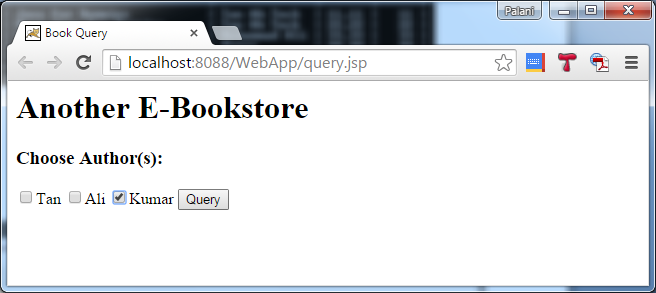 Palani
Book Query
localhost:8088/WebApp/query.jsp
Another E-Bookstore
Choose Author(s):
Tan Ali Kumar Query